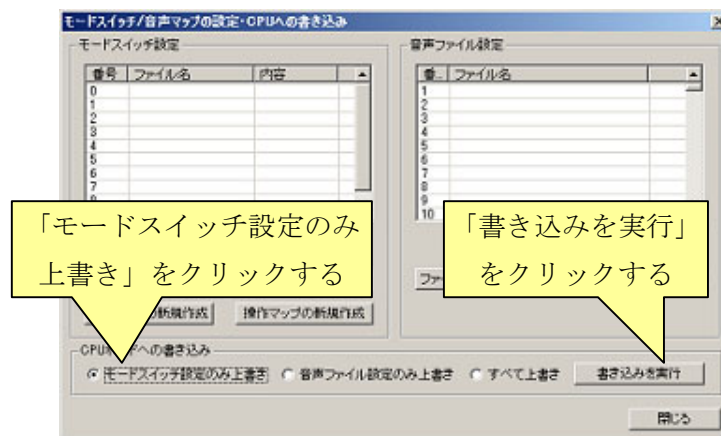 モードスイッチ/音声マップの設定・CPUへの書き込み
モードスイッチ設定
番号 ファイル名 内容
0
1
2
3
4
5
6
7
音声ファイル設定
番.. ファイル名
1
2
3
4
5
6
7
8
9
10
「モードスイッチ設定のみ
上書き」をクリックする
「書き込みを実行」
をクリックする
の新規作成
操作マップの新規作成
ファ
CPU
への書き込み
モードスイッチ設定のみ上書き
音声ファイル設定のみ上書き
すべて上書き
書き込みを実行
閉じる